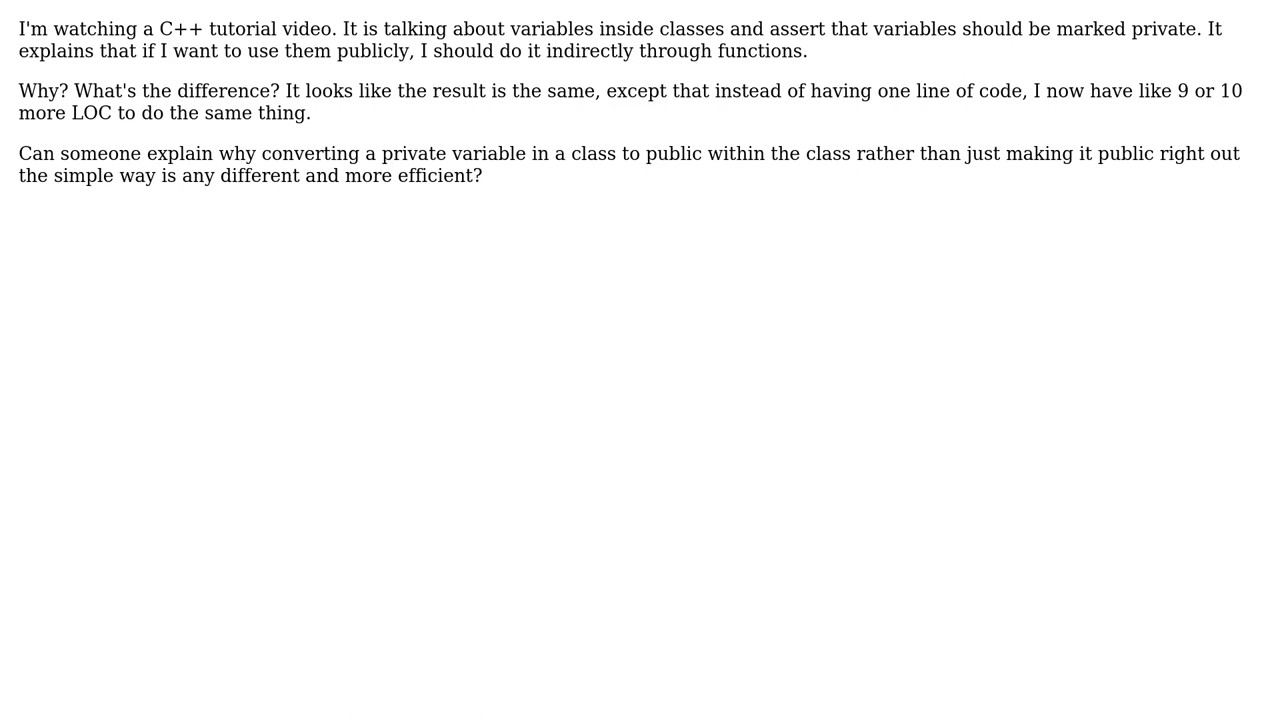 I'm watching a C++ tutorial video. It is talking about variables inside classes and assert that variables should be marked private. It
explains that if I want to use them publicly, I should do it indirectly through functions.
Why? What's the difference? It looks like the result is the same, except that instead of having one line of code, I now have like 9 or 10
more LOC to do the same thing.
Can someone explain why converting a private variable in a class to public within the class rather than just making it public right out
the simple way is any different and more efficient?